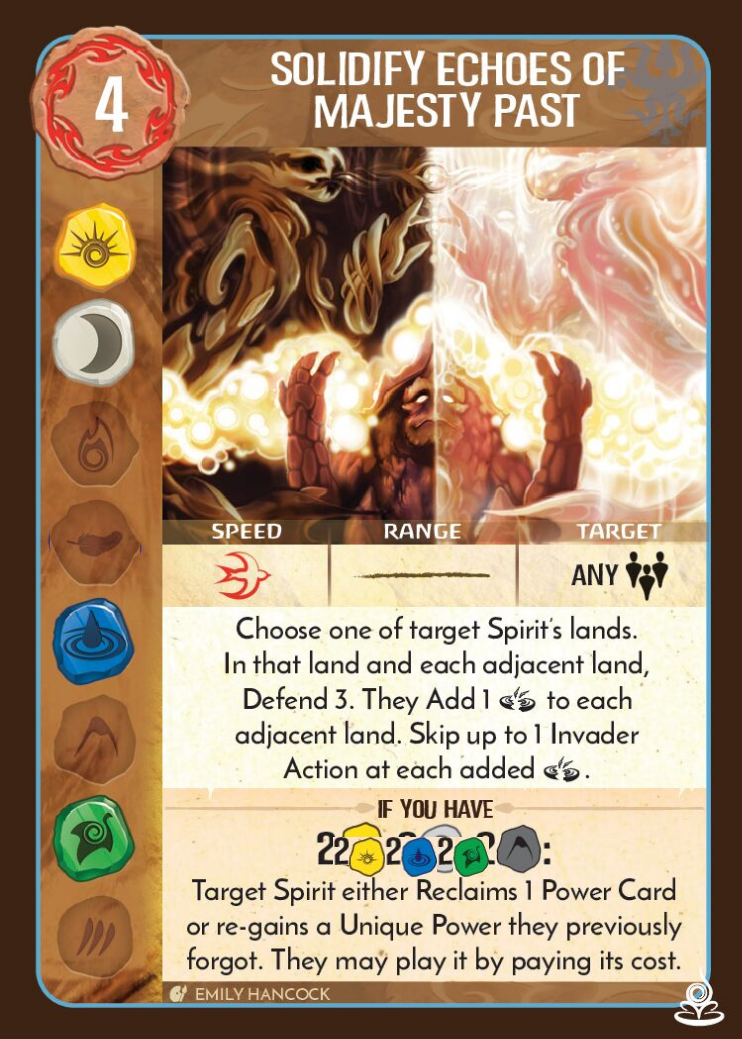 4
SOLIDIFY ECHOES OF
MAJESTY PAST
SPEED RANGE TARGET
ANY
Choose one of target Spirit's lands.
In that land and each adjacent land,
Defend 3. They Add 1 to each
adjacent land. Skip up to 1 Invader
Action at each added .
IF YOU HAVE
2 2 2 2 :
Target Spirit either Reclaims 1 Power Card
or re-gains a Unique Power they previously
forgot. They may play it by paying its cost.
EMILY HANCOCK